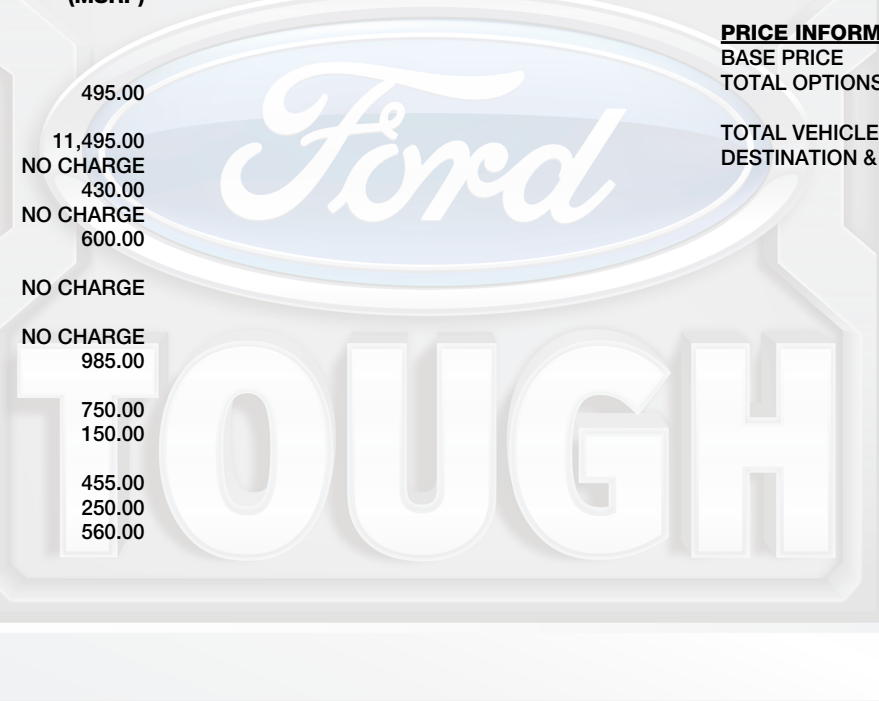 (MSRP)
495.00
11,495.00
NO CHARGE
430.00
NO CHARGE
600.00
NO CHARGE
NO CHARGE
985.00
750.00
150.00
455.00
250.00
560.00
PRICE INFORM
BASE PRICE
TOTAL OPTIONS
TOTAL VEHICLE
DESTINATION &
Ford
TOUGH